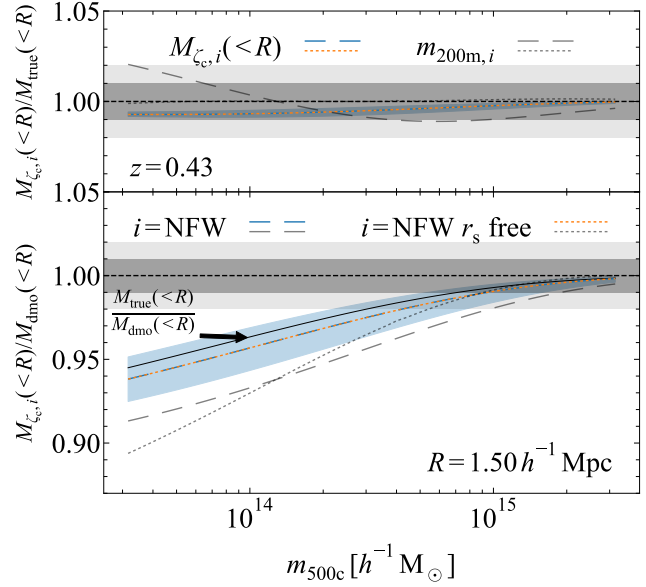 M_{ζ_c, i}(<R)/M_{true}(<R)
1.05
1.00
M_{ζ_c, i}(<R)
m_{200m, i}
z = 0.43
M_{ζ_c, i}(<R)/M_{dmo}(<R)
1.05
1.00
0.95
0.90
i = NFW
i = NFW r_s free
M_{true}(<R)
M_{dmo}(<R)
R = 1.50 h^{-1} Mpc
10^{14}
10^{15}
m_{500c} [h^{-1} M_⊙]